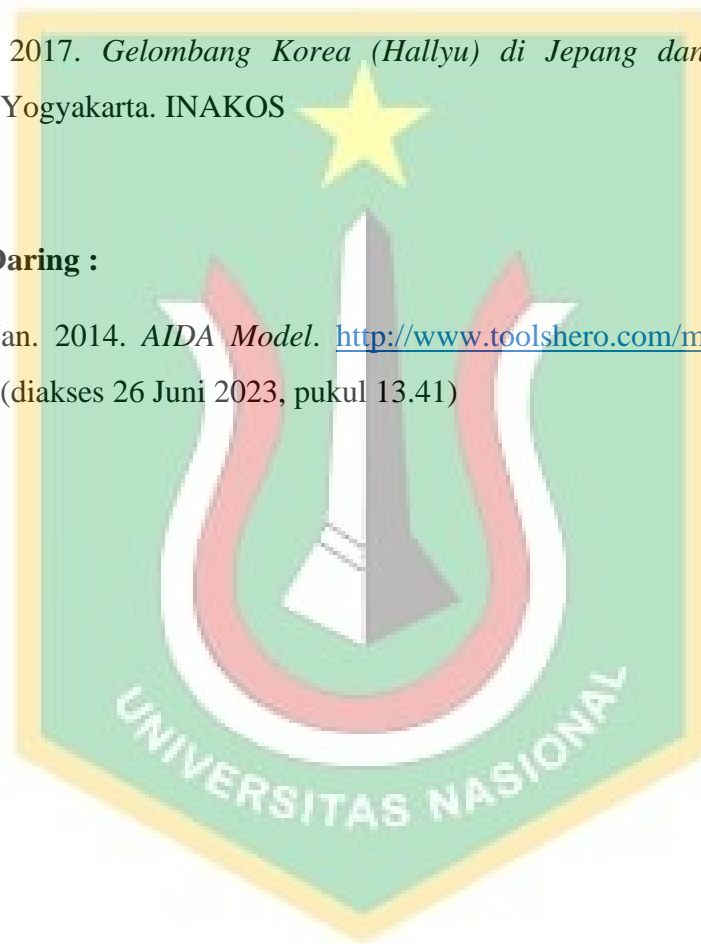 2017. Gelombang Korea (Hallyu) di Jepang dan
Yogyakarta. INAKOS
Daring :
an. 2014. AIDA Model. http://www.toolshero.com/m
(diakses 26 Juni 2023, pukul 13.41)
UNIVERSITAS NASIONAL